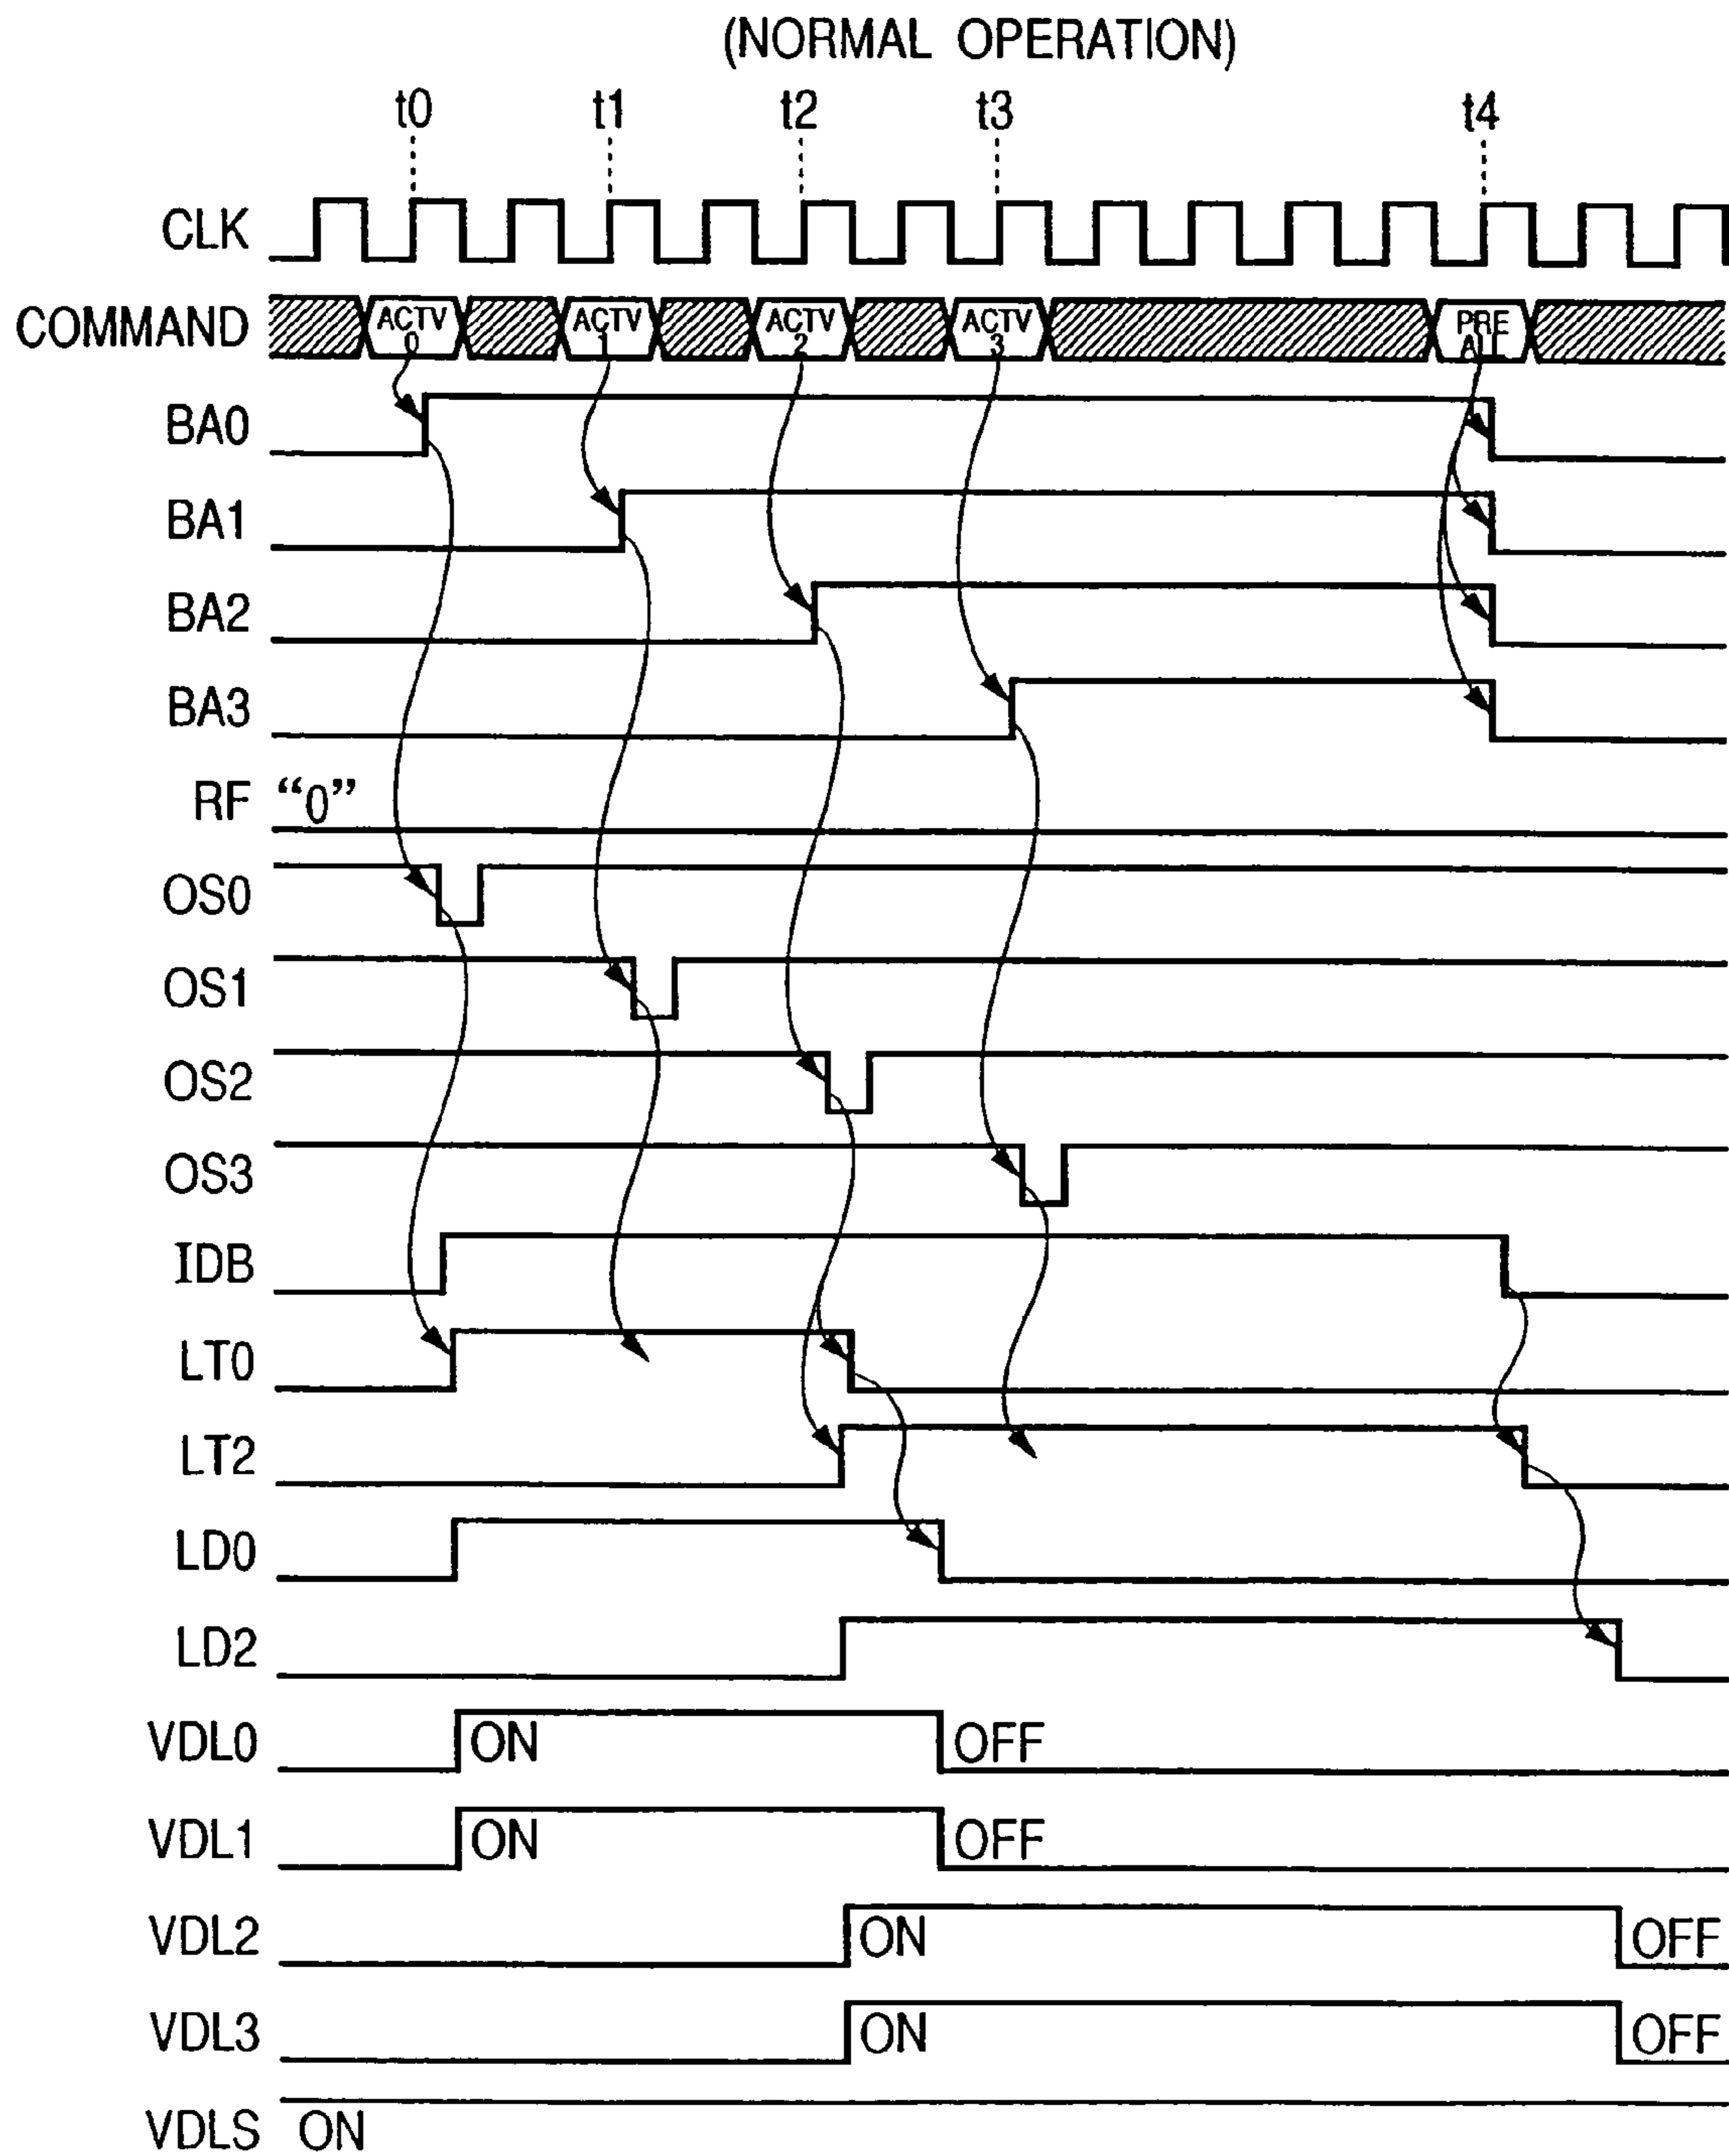 (NORMAL OPERATION)
t0 t1 t2 t3 t4
CLK
COMMAND ACTV 0 ACTV 1 ACTV 2 ACTV 3 PRE ALL
BA0
BA1
BA2
BA3
RF “0”
OS0
OS1
OS2
OS3
IDB
LT0
LT2
LD0
LD2
VDL0 ON OFF
VDL1 ON OFF
VDL2 ON OFF
VDL3 ON OFF
VDLS ON